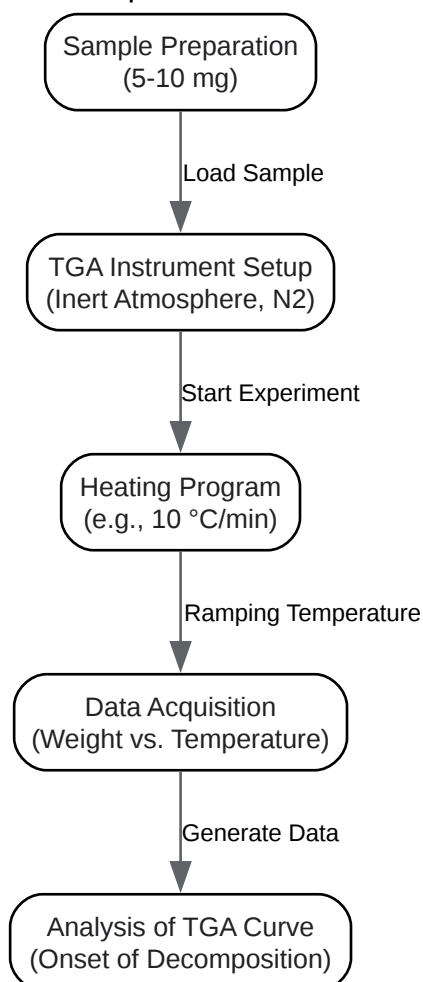 Sample Preparation
(5-10 mg)
Load Sample
TGA Instrument Setup
(Inert Atmosphere, N2)
Start Experiment
Heating Program
(e.g., 10 °C/min)
Ramping Temperature
Data Acquisition
(Weight vs. Temperature)
Generate Data
Analysis of TGA Curve
(Onset of Decomposition)